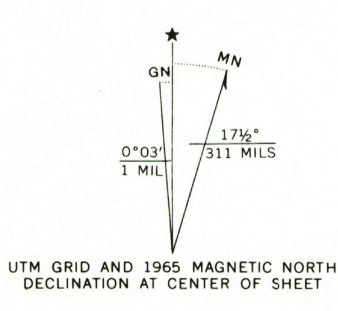 ★
MN
GN
17½°
311 MILS
0°03'
1 MIL
UTM GRID AND 1965 MAGNETIC NORTH
DECLINATION AT CENTER OF SHEET